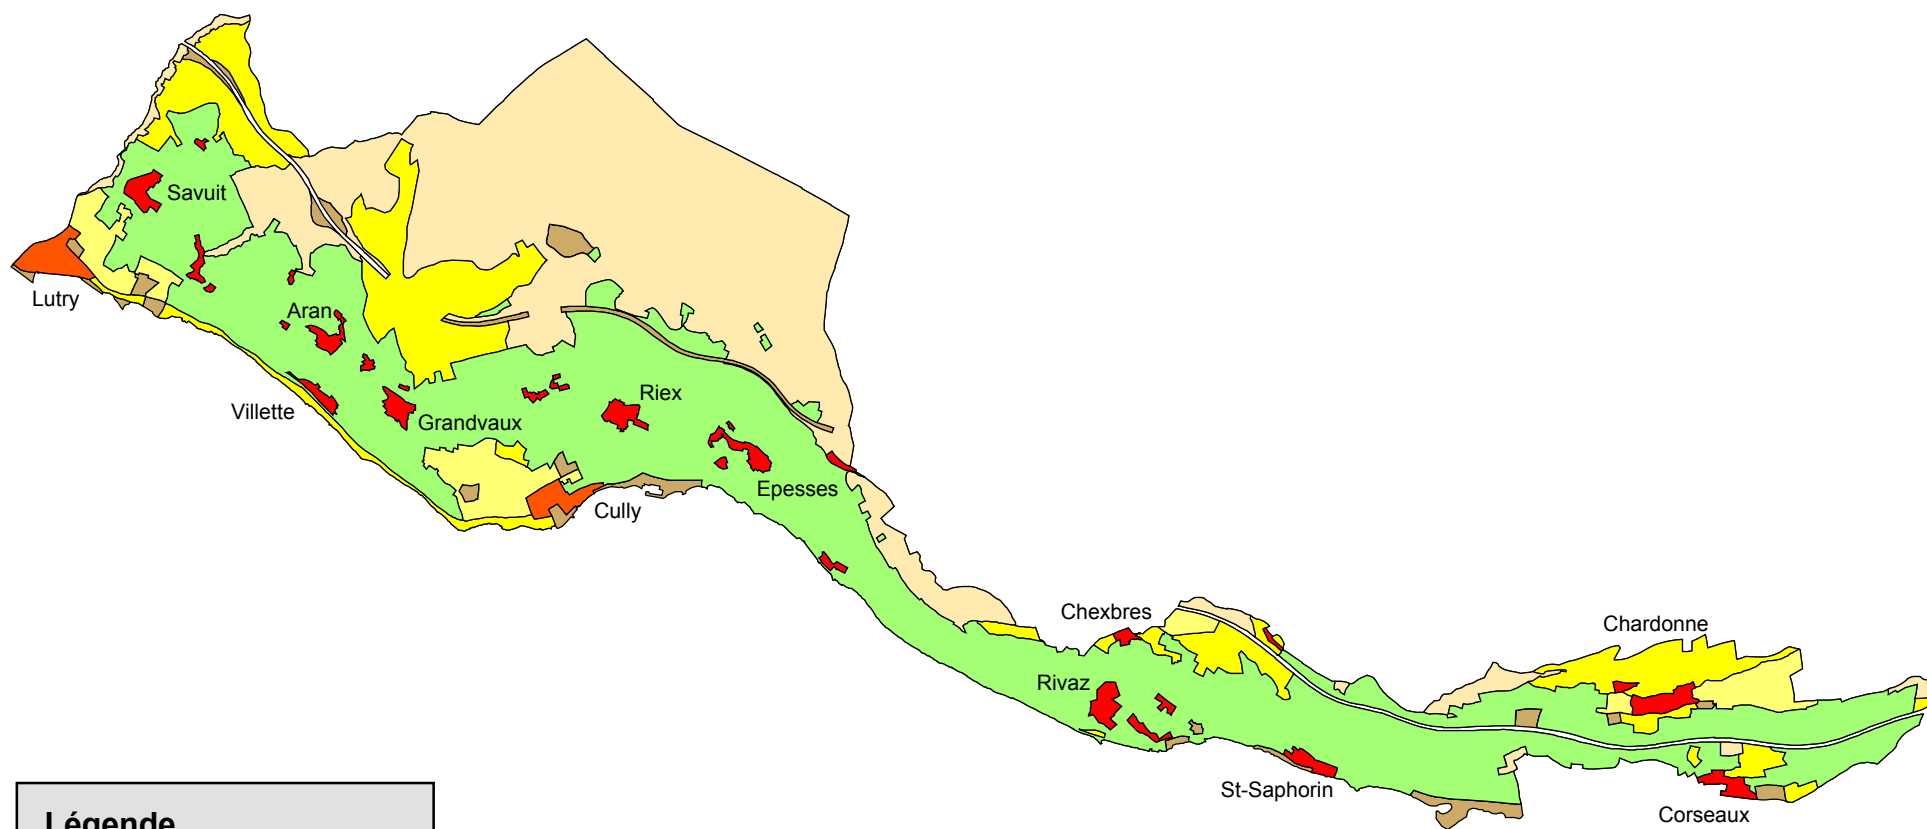 Savuit
Lutry
Aran
Villette
Grandvaux
Riex
Epesses
Cully
Chexbres
Chardonne
Rivaz
St-Saphorin
Corseaux
Légende